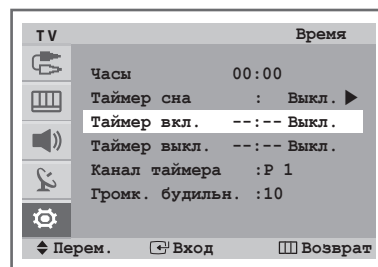 TV Время
Часы 00:00
Таймер сна : Выкл. ▶
Таймер вкл. --:-- Выкл.
Таймер выкл. --:-- Выкл.
Канал таймера :P 1
Громк. будильн. :10
Перем. Вход Возврат